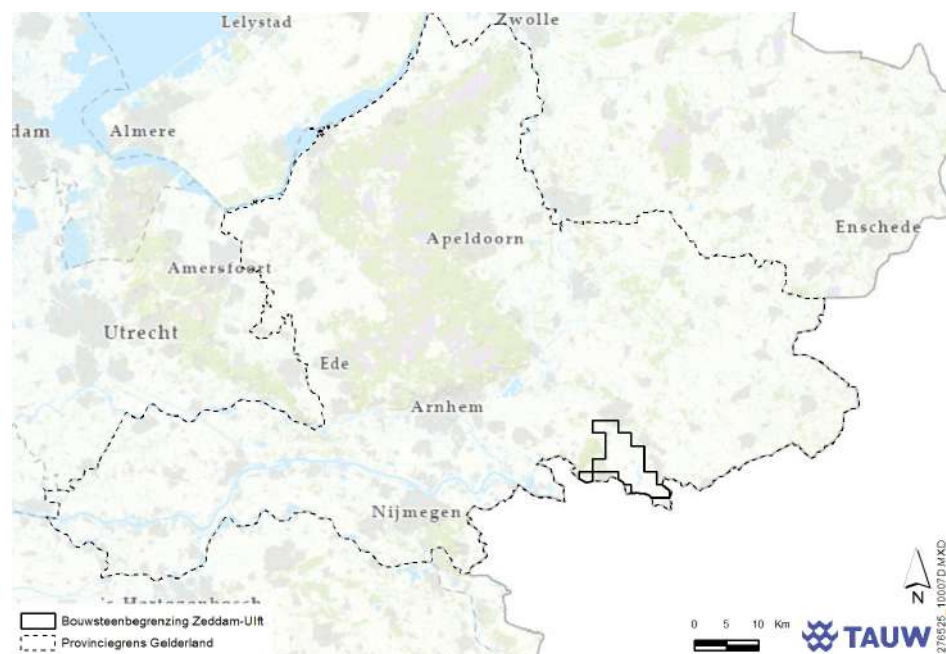 Lelystad
Zwolle
dam
Almere
Enschede
Apeldoorn
Amersfoort
Utrecht
Ede
Arnhem
Nijmegen
's Hertogenbosch
Bouwsteenbegrenzing Zeddam-Ulft
Provinciegrens Gelderland
0 5 10 Km
N
TAUW
276525_10007D.MXD